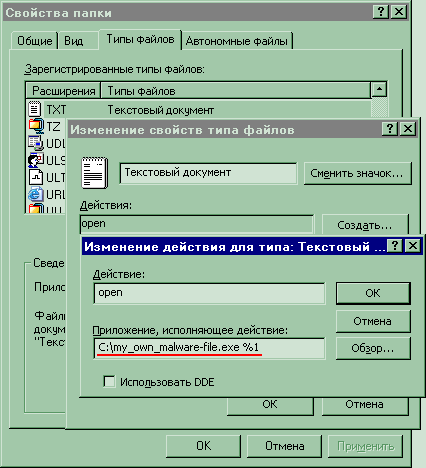 Свойства папки
Общие Вид Типы файлов Автономные файлы
Зарегистрированные типы файлов:
Расширения Типы файлов
TXT Текстовый документ
TZ
UDL
ULS
ULT
URL
Изменение свойств типа файлов
Текстовый документ
Сменить значок...
Действия:
open
Создать...
Сведе
Прило
Файлы
докуме
"Текст
Изменение действия для типа: Текстовый ...
Действие:
open
OK
Отмена
Приложение, исполняющее действие:
C:\my_own_malware-file.exe %1
Обзор...
Использовать DDE
OK Отмена
OK Отмена Применить